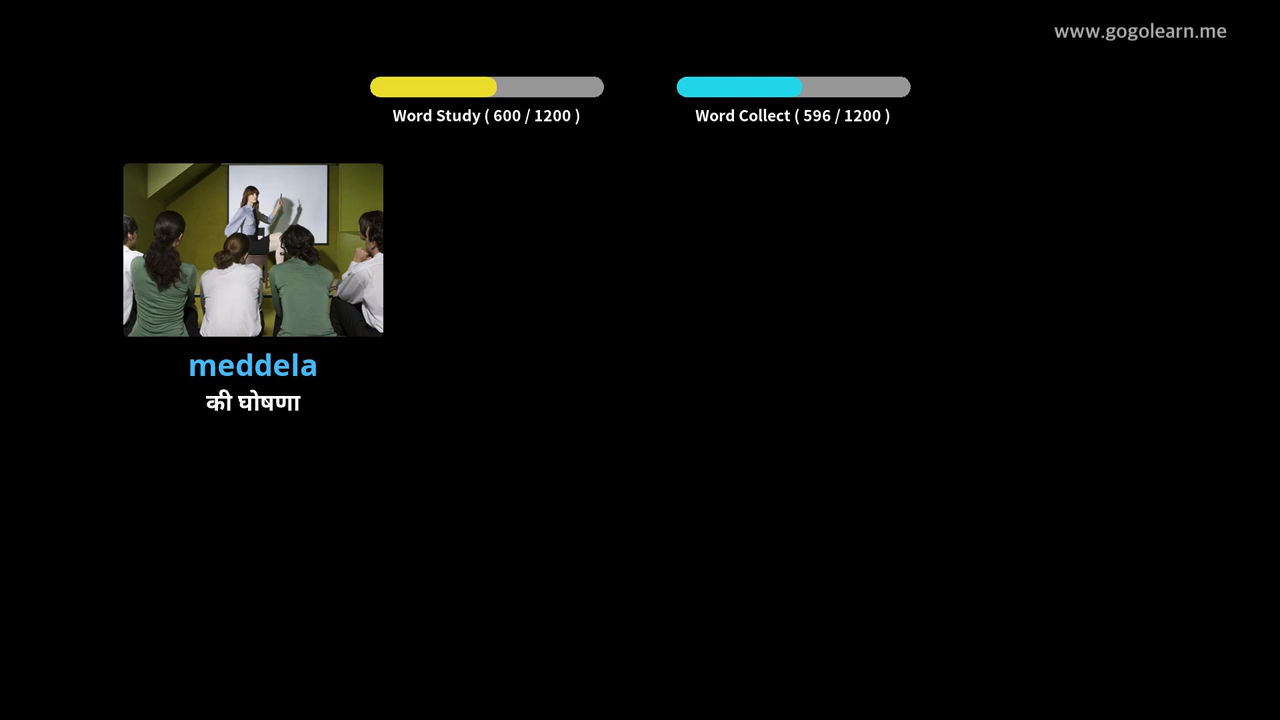 www.gogolearn.me
Word Study ( 600 / 1200 )
Word Collect ( 596 / 1200 )
meddela
की घोषणा